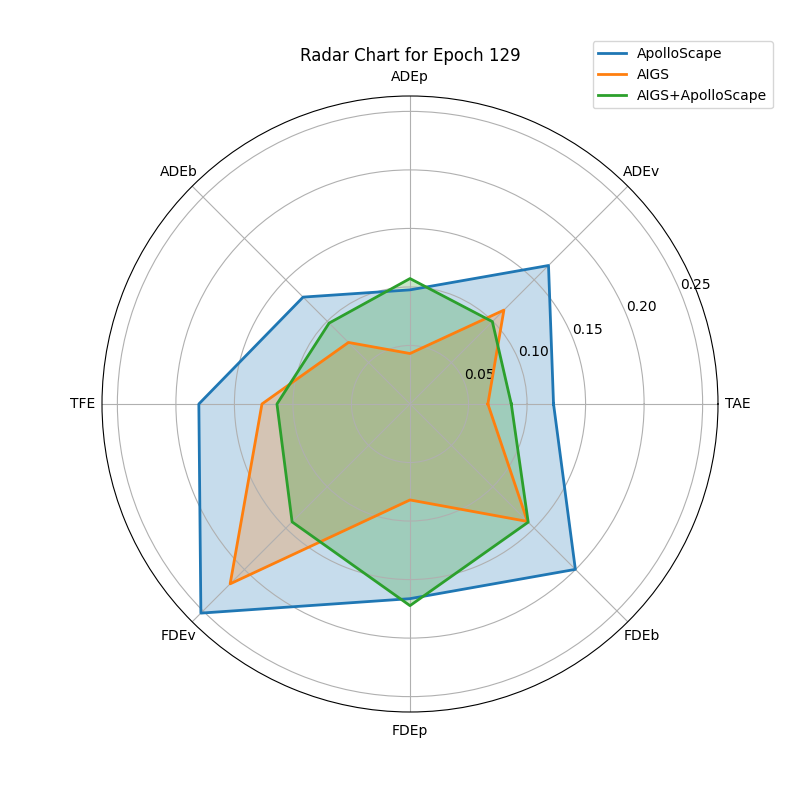 Radar Chart for Epoch 129
ApolloScape
AIGS
AIGS+ApolloScape
ADEp
ADEb
ADEv
0.25
0.20
0.15
0.10
0.05
TFE
TAE
FDEv
FDEb
FDEp